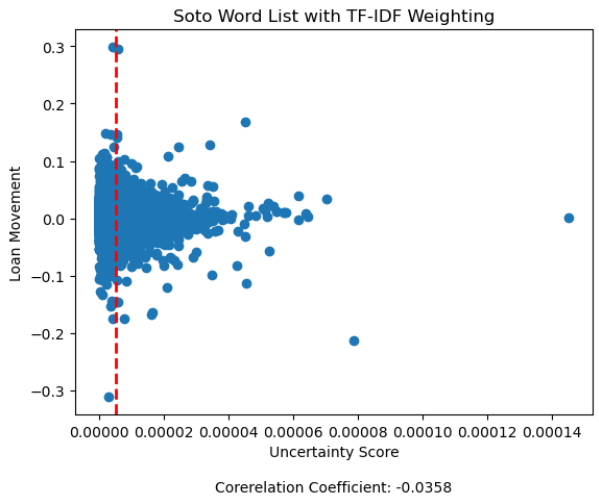 Soto Word List with TF-IDF Weighting
0.3
0.2
0.1
0.0
−0.1
−0.2
−0.3
Loan Movement
0.00000 0.00002 0.00004 0.00006 0.00008 0.00010 0.00012 0.00014
Uncertainty Score
Corerelation Coefficient: -0.0358